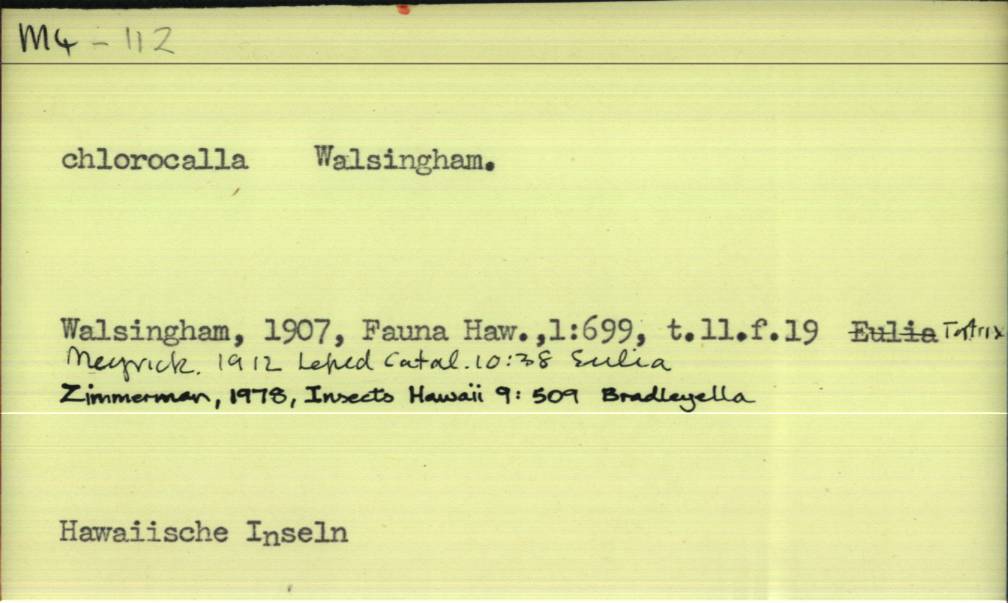 M4-112
chlorocalla Walsingham.
Walsingham, 1907, Fauna Haw.,1:699, t.11.f.19 ~~Eulia~~ Tortrix
Meyrick. 1912 Lepid Catal. 10:38 Eulia
Zimmerman, 1978, Insects Hawaii 9: 509 Bradleyella
Hawaiische Inseln